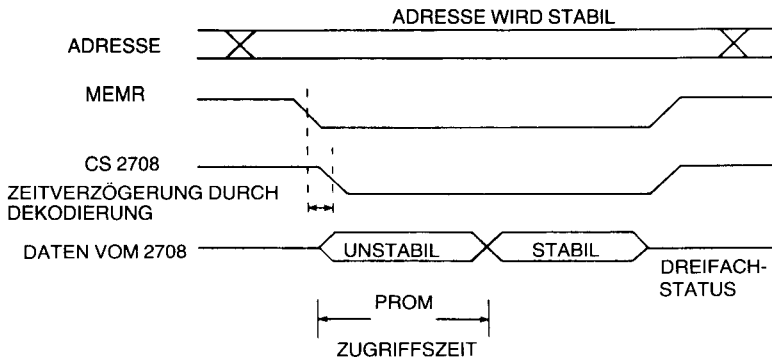 ADRESSE WIRD STABIL
ADRESSE
MEMR
CS 2708
ZEITVERZÖGERUNG DURCH
DEKODIERUNG
DATEN VOM 2708
UNSTABIL
STABIL
DREIFACH-
STATUS
PROM
ZUGRIFFSZEIT